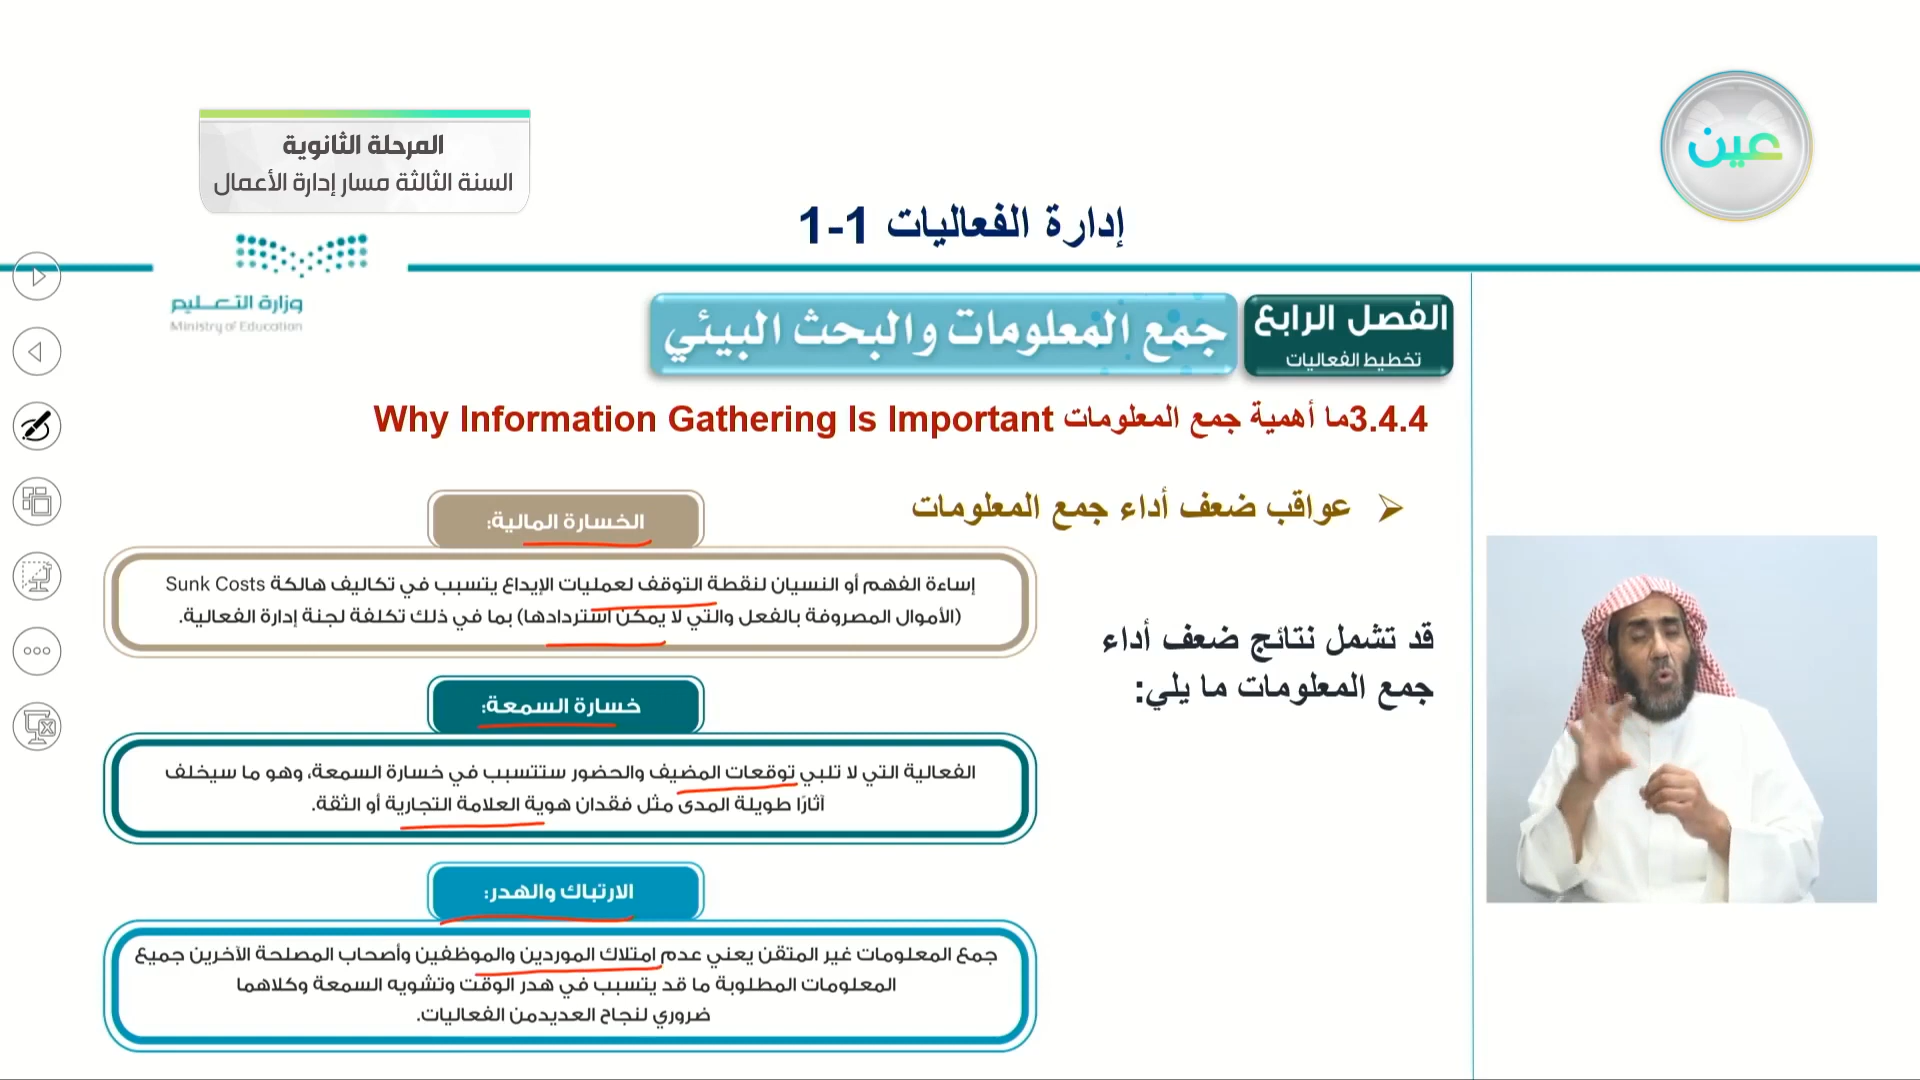 المرحلة الثانوية
السنة الثالثة مسار إدارة الأعمال
عين
إدارة الفعاليات 1-1
وزارة التعليم
Ministry of Education
الفصل الرابع
تخطيط الفعاليات
جمع المعلومات والبحث البيئي
3.4.4ما أهمية جمع المعلومات Why Information Gathering Is Important
عواقب ضعف أداء جمع المعلومات
قد تشمل نتائج ضعف أداء
جمع المعلومات ما يلي:
الخسارة المالية:
إساءة الفهم أو النسيان لنقطة التوقف لعمليات الإيداع يتسبب في تكاليف هالكة Sunk Costs
(الأموال المصروفة بالفعل والتي لا يمكن استردادها) بما في ذلك تكلفة لجنة إدارة الفعالية.
خسارة السمعة:
الفعالية التي لا تلبي توقعات المضيف والحضور ستتسبب في خسارة السمعة، وهو ما سيخلف
آثارًا طويلة المدى مثل فقدان هوية العلامة التجارية أو الثقة.
الارتباك والهدر:
جمع المعلومات غير المتقن يعني عدم امتلاك الموردين والموظفين وأصحاب المصلحة الآخرين جميع
المعلومات المطلوبة ما قد يتسبب في هدر الوقت وتشويه السمعة وكلاهما
ضروري لنجاح العديدمن الفعاليات.